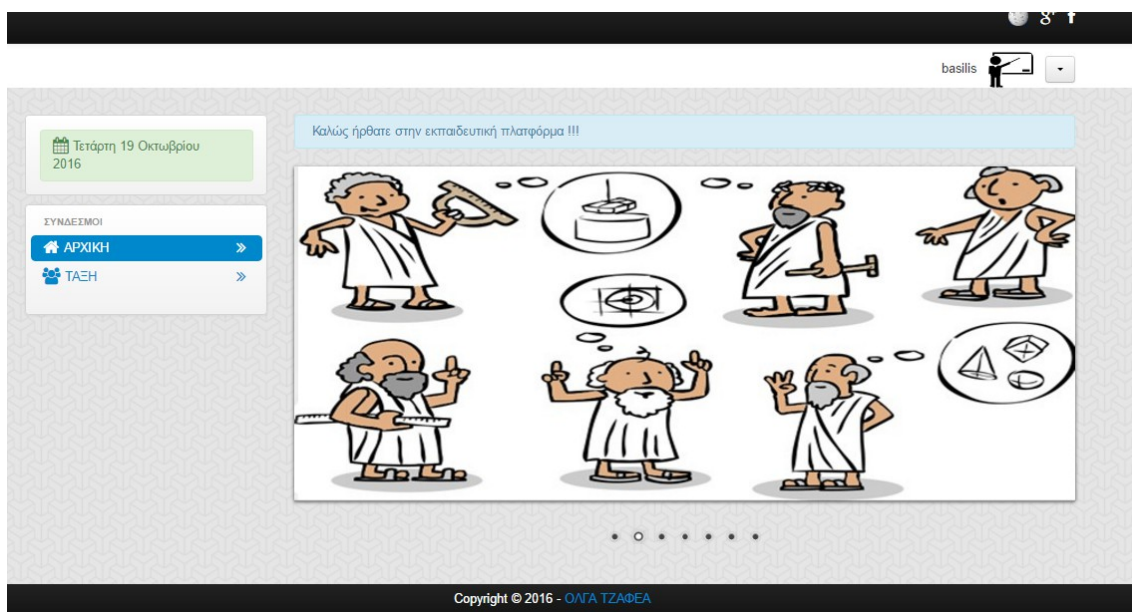 basilis
Τετάρτη 19 Οκτωβρίου
2016
Καλώς ήρθατε στην εκπαιδευτική πλατφόρμα !!!
ΣΥΝΔΕΣΜΟΙ
ΑΡΧΙΚΗ
ΤΑΞΗ
Copyright © 2016 - ΟΛΓΑ ΤΖΑΦΕΑ